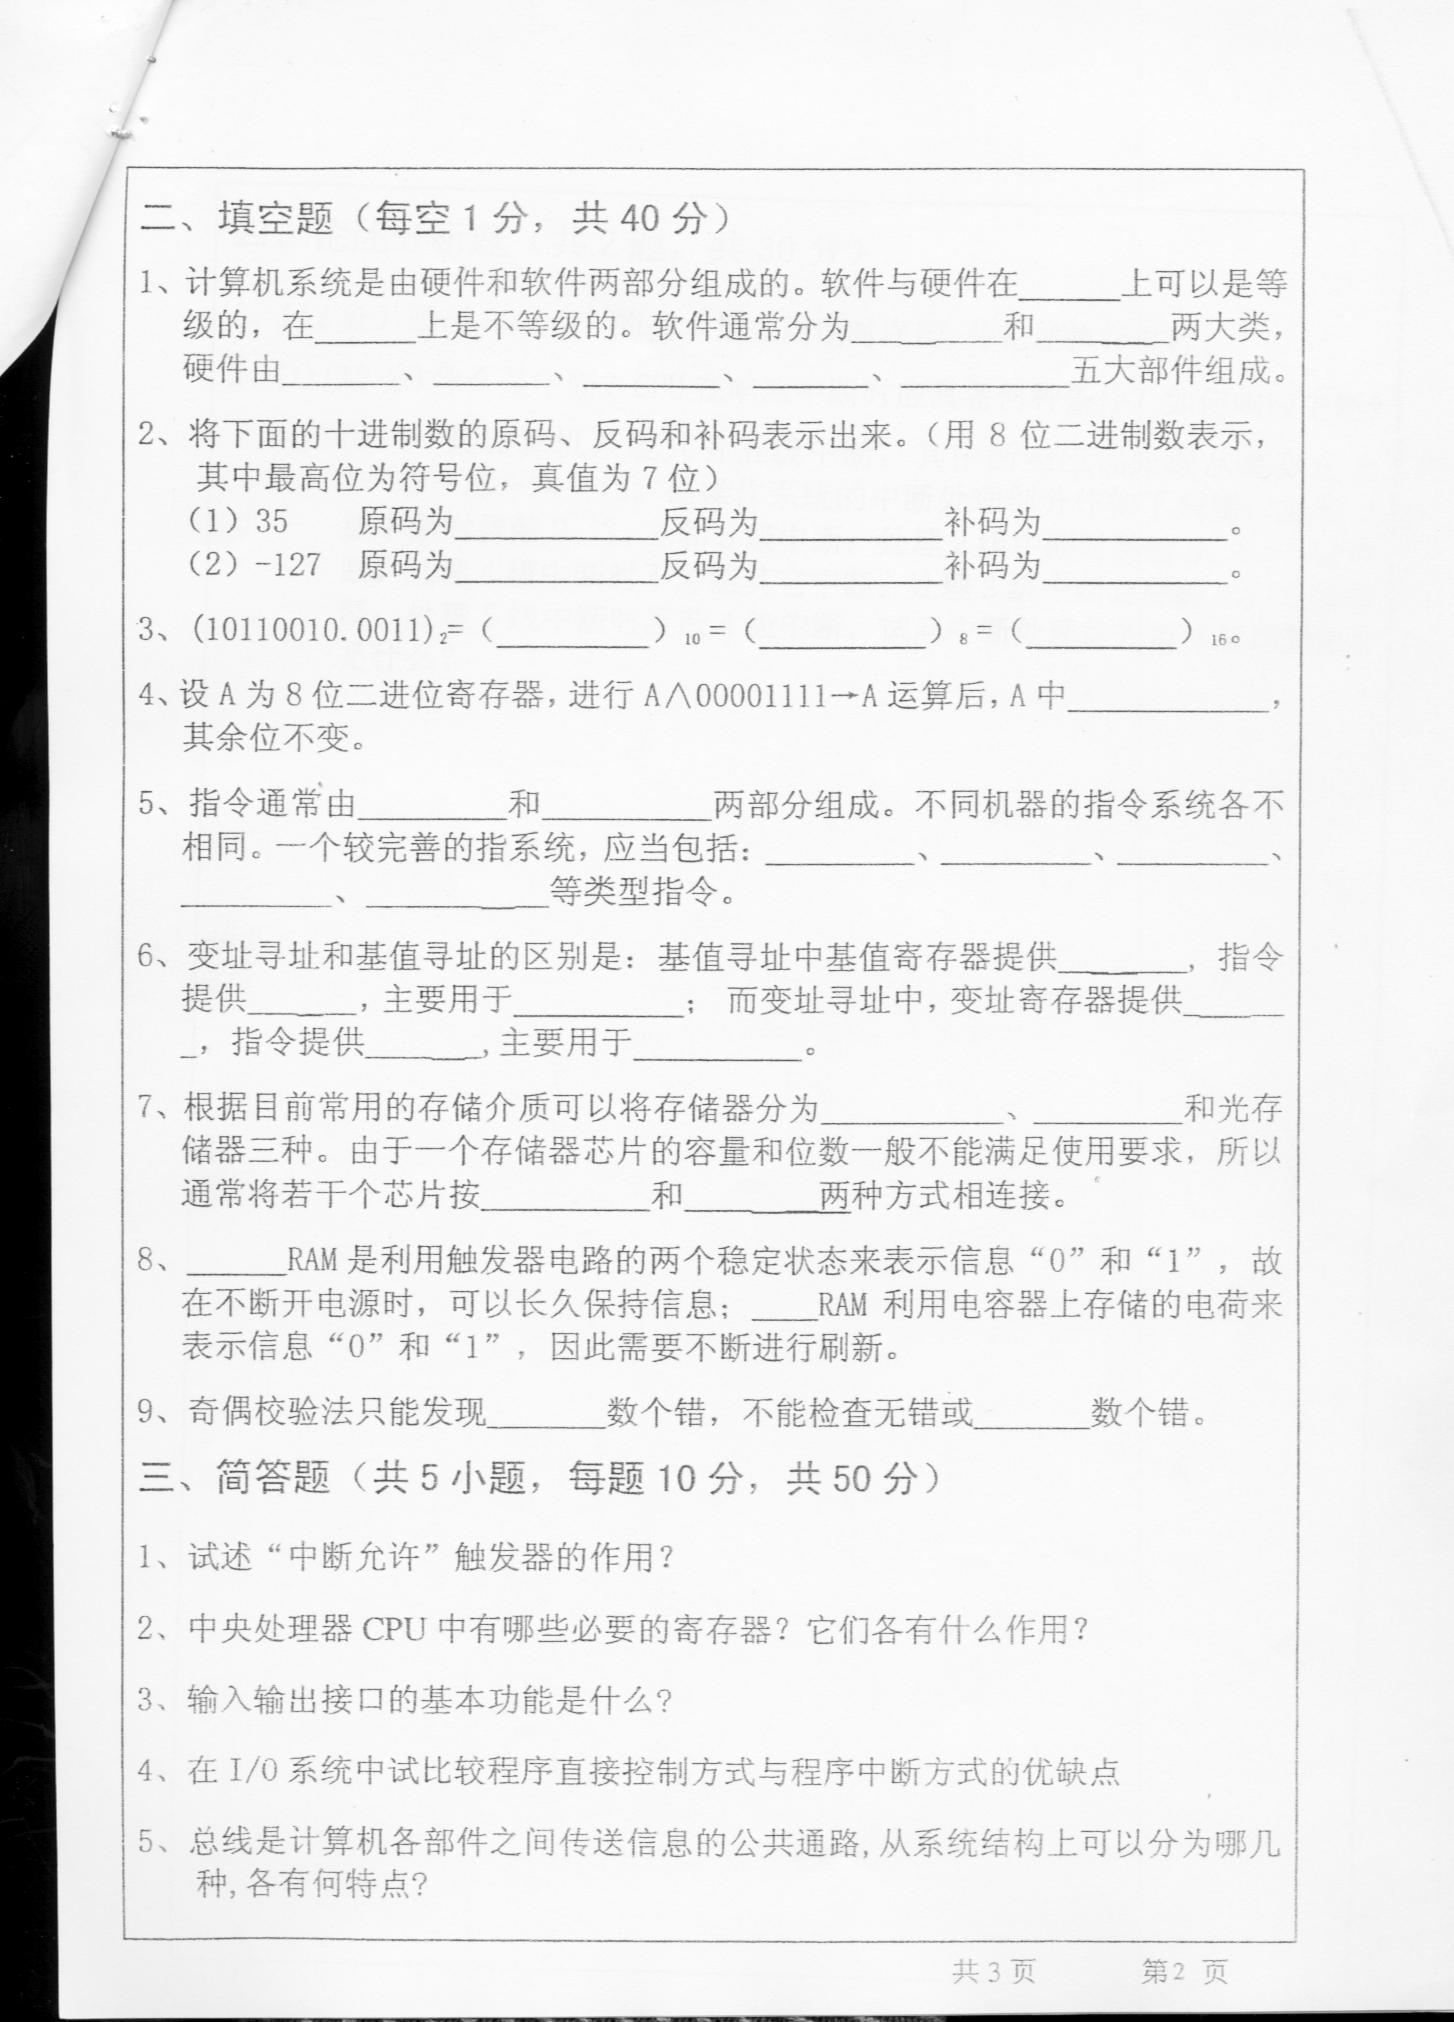 二、填空题（每空 1 分，共 40 分）
1、计算机系统是由硬件和软件两部分组成的。软件与硬件在______上可以是等
级的，在______上是不等级的。软件通常分为_________和________两大类，
硬件由_______、_______、________、_______、__________五大部件组成。
2、将下面的十进制数的原码、反码和补码表示出来。（用 8 位二进制数表示，
其中最高位为符号位，真值为 7 位）
（1）35 原码为____________反码为___________补码为___________。
（2）-127 原码为____________反码为___________补码为___________。
3、(10110010.0011)₂=（_________）₁₀=（__________）₈=（_________）₁₆。
4、设 A 为 8 位二进位寄存器，进行 A∧00001111→A 运算后，A 中____________，
其余位不变。
5、指令通常由_________和__________两部分组成。不同机器的指令系统各不
相同。一个较完善的指系统，应当包括：_________、_________、_________、
_________、___________等类型指令。
6、变址寻址和基值寻址的区别是：基值寻址中基值寄存器提供________，指令
提供______，主要用于__________； 而变址寻址中，变址寄存器提供______
_，指令提供_______,主要用于__________。
7、根据目前常用的存储介质可以将存储器分为___________、_________和光存
储器三种。由于一个存储器芯片的容量和位数一般不能满足使用要求，所以
通常将若干个芯片按__________和________两种方式相连接。
8、______RAM 是利用触发器电路的两个稳定状态来表示信息“0”和“1”，故
在不断开电源时，可以长久保持信息；____RAM 利用电容器上存储的电荷来
表示信息“0”和“1”，因此需要不断进行刷新。
9、奇偶校验法只能发现_______数个错，不能检查无错或_______数个错。
三、简答题（共 5 小题，每题 10 分，共 50 分）
1、试述“中断允许”触发器的作用？
2、中央处理器 CPU 中有哪些必要的寄存器？它们各有什么作用？
3、输入输出接口的基本功能是什么？
4、在 I/O 系统中试比较程序直接控制方式与程序中断方式的优缺点
5、总线是计算机各部件之间传送信息的公共通路,从系统结构上可以分为哪几
种,各有何特点?
共 3 页 第2 页